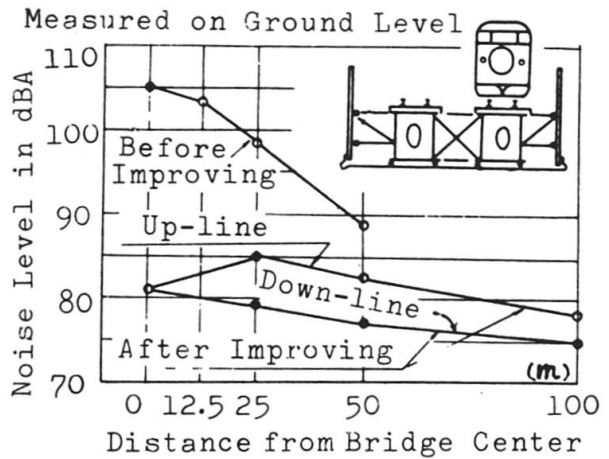 Measured on Ground Level
Noise Level in dBA
110
100
90
80
70
Before
Improving
Up-line
Down-line
After Improving
(m)
0 12.5 25 50 100
Distance from Bridge Center